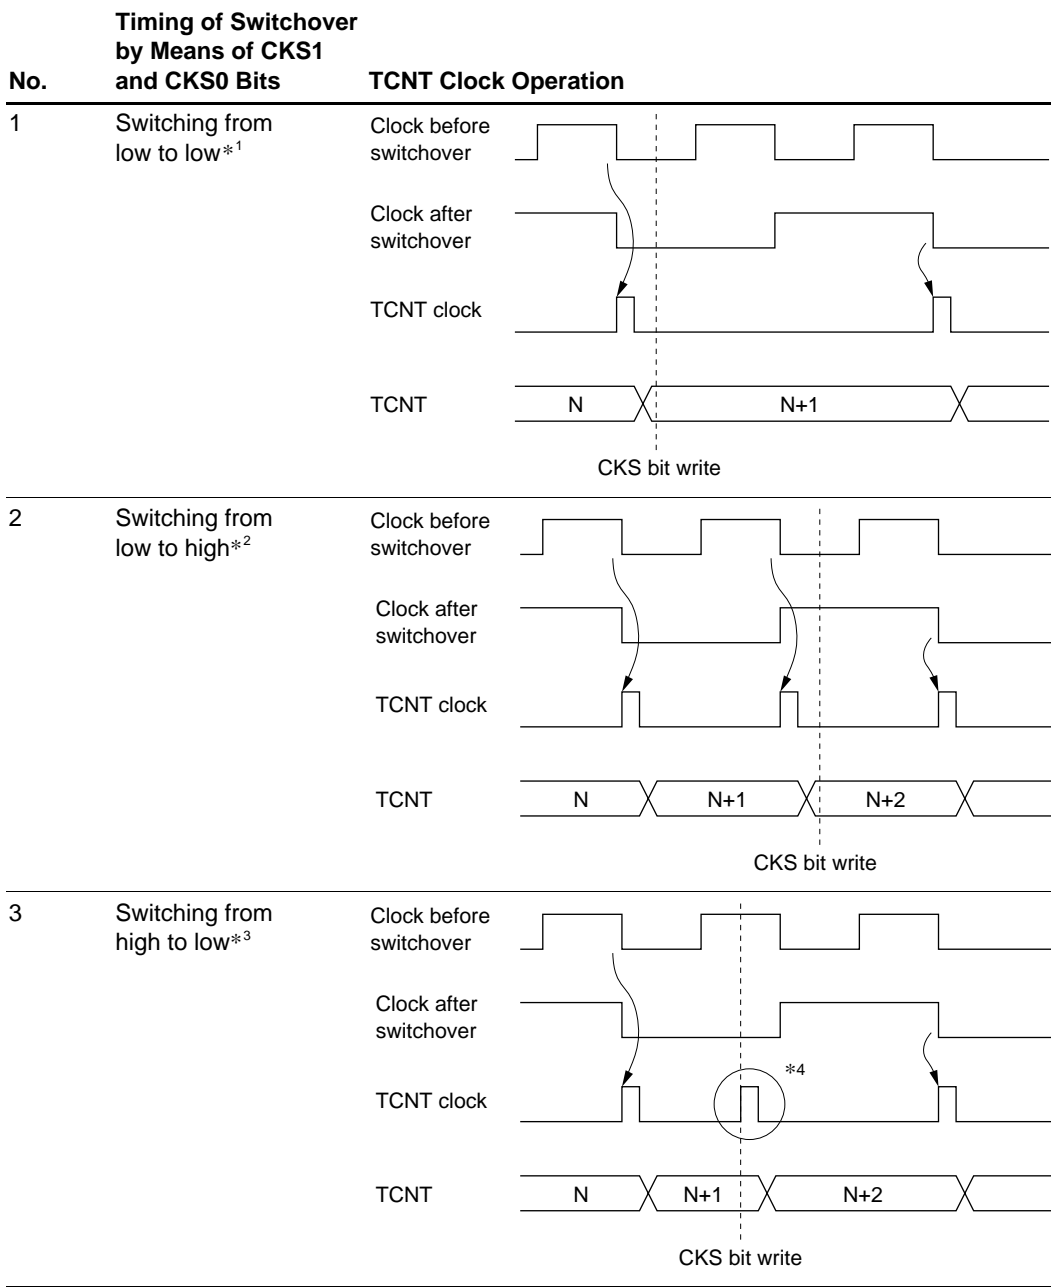 Timing of Switchover
by Means of CKS1
No. and CKS0 Bits TCNT Clock Operation
1 Switching from
low to low*1
Clock before
switchover
Clock after
switchover
TCNT clock
TCNT N N+1
CKS bit write
2 Switching from
low to high*2
Clock before
switchover
Clock after
switchover
TCNT clock
TCNT N N+1 N+2
CKS bit write
3 Switching from
high to low*3
Clock before
switchover
Clock after
switchover
*4
TCNT clock
TCNT N N+1 N+2
CKS bit write